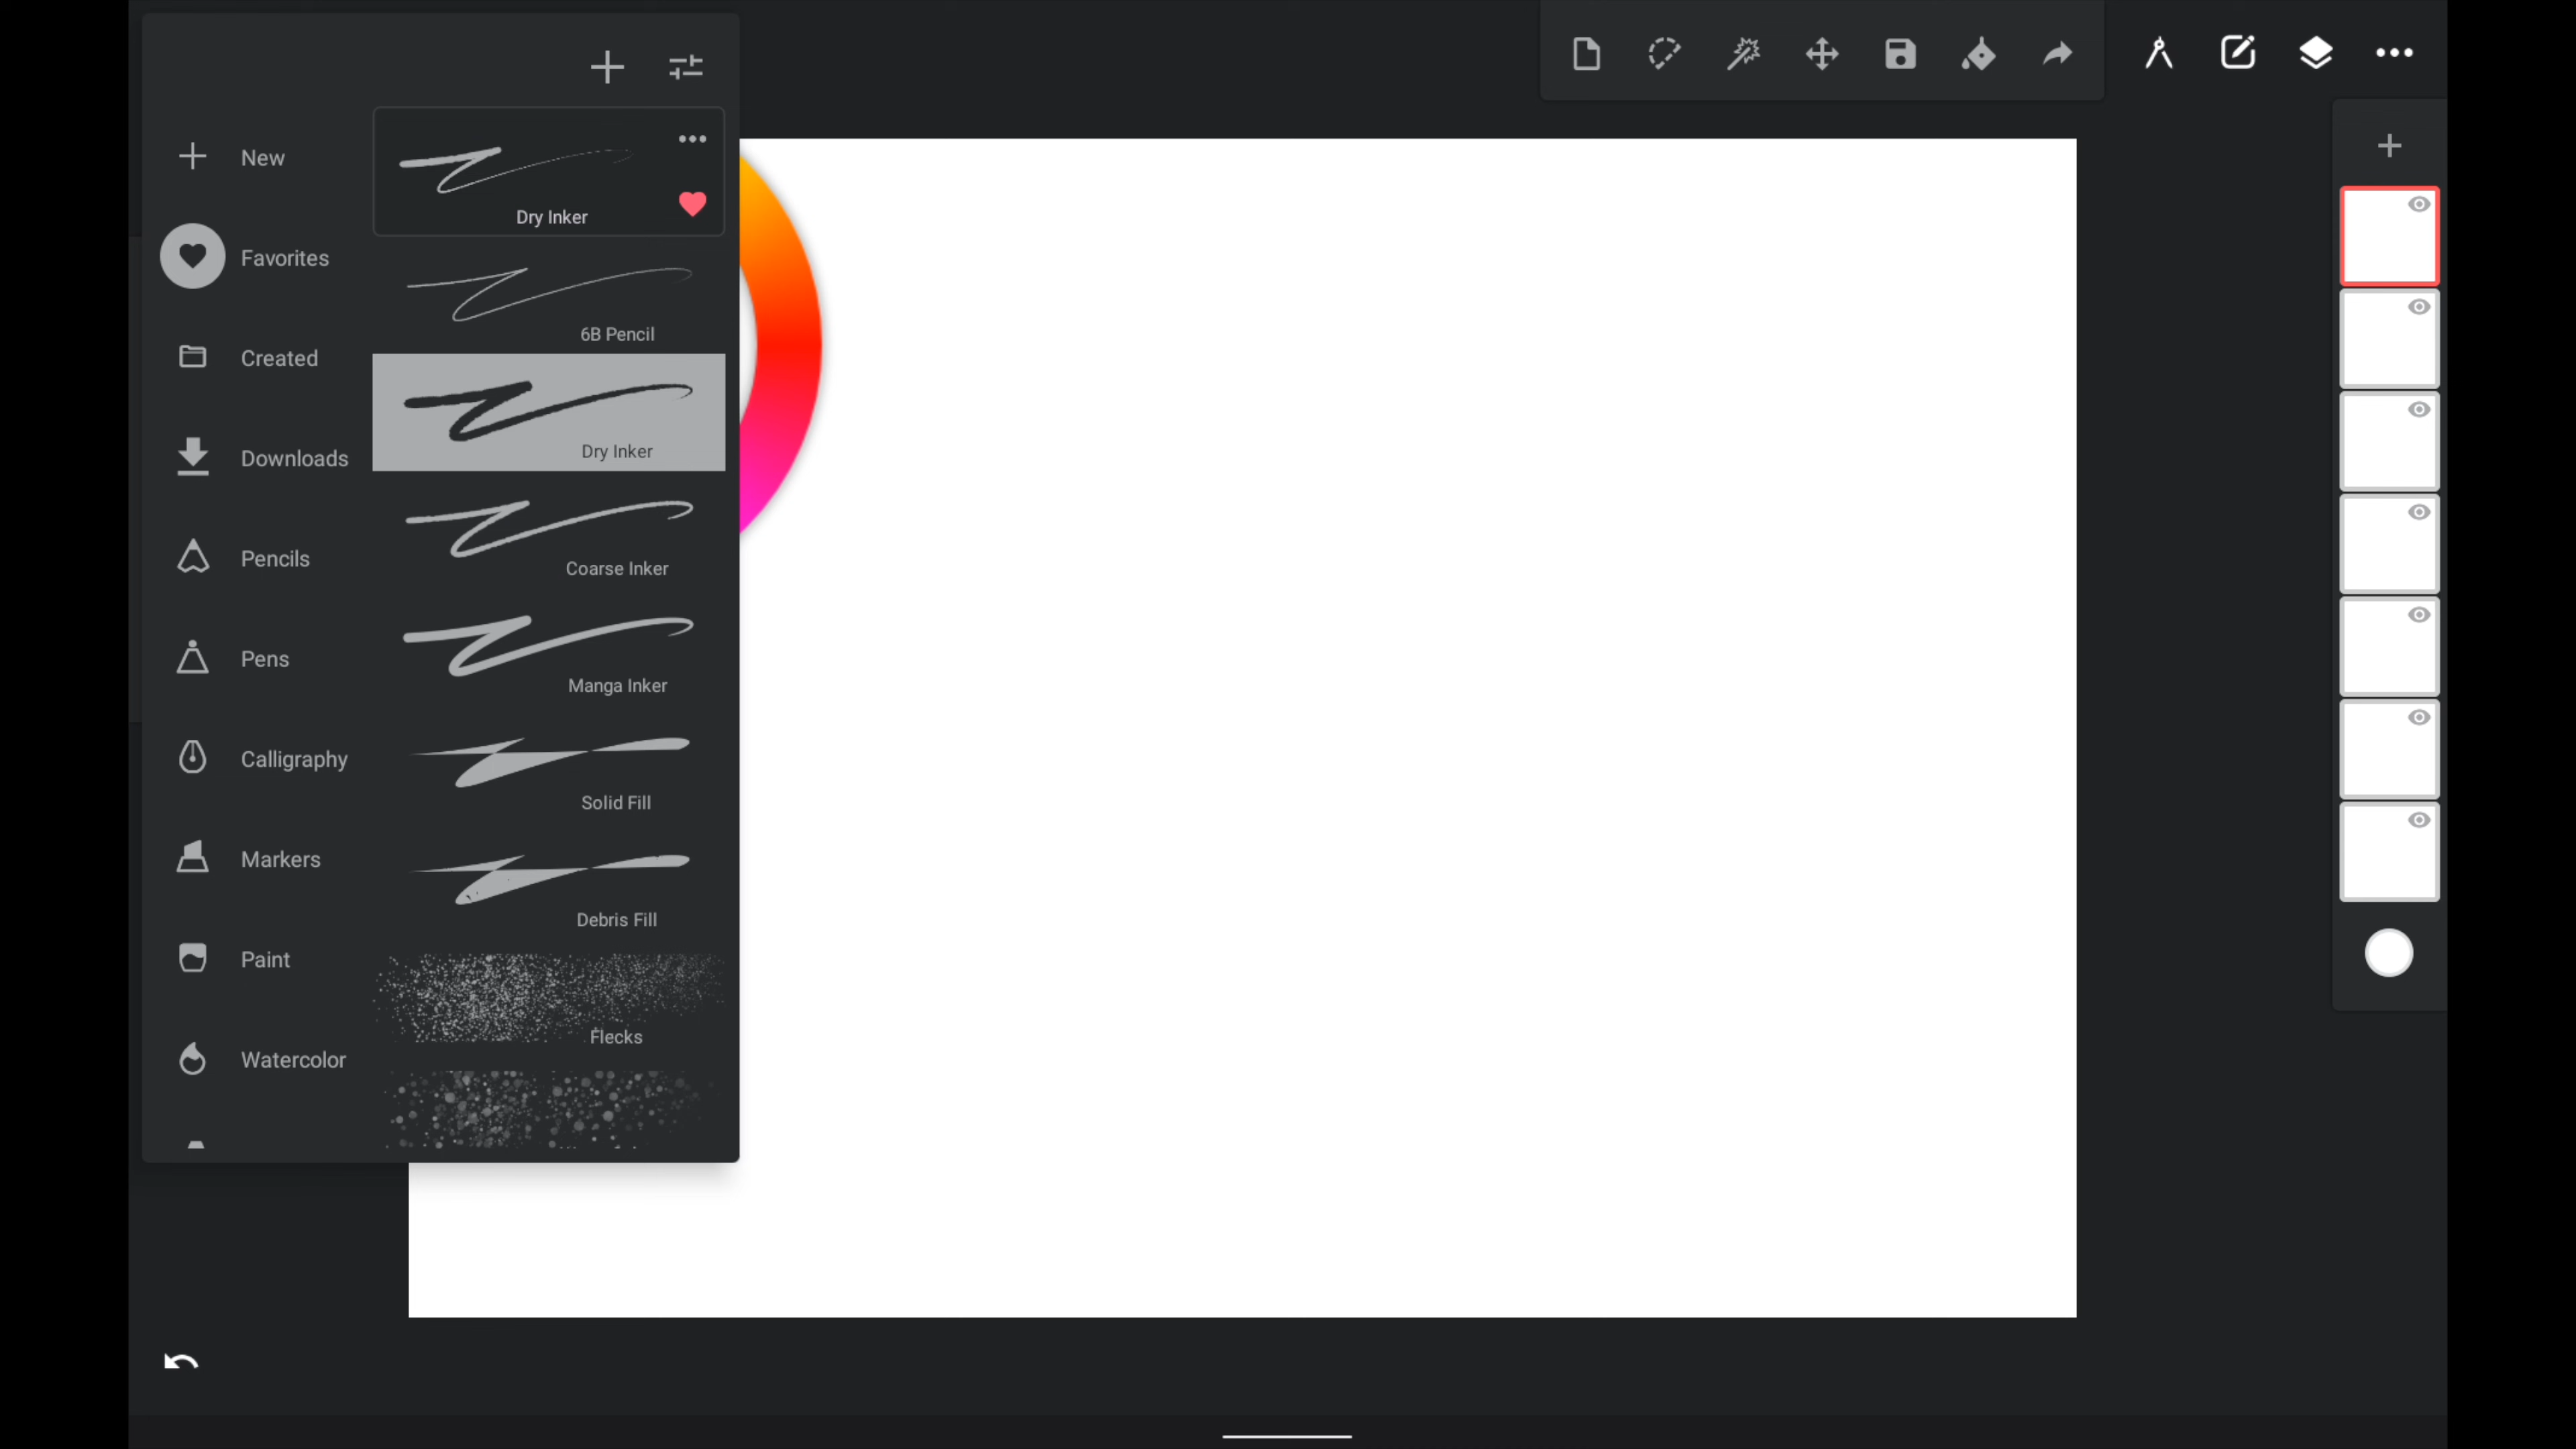 New
Favorites
Created
Downloads
Pencils
Pens
Calligraphy
Markers
Paint
Watercolor
Dry Inker
6B Pencil
Dry Inker
Coarse Inker
Manga Inker
Solid Fill
Debris Fill
Flecks